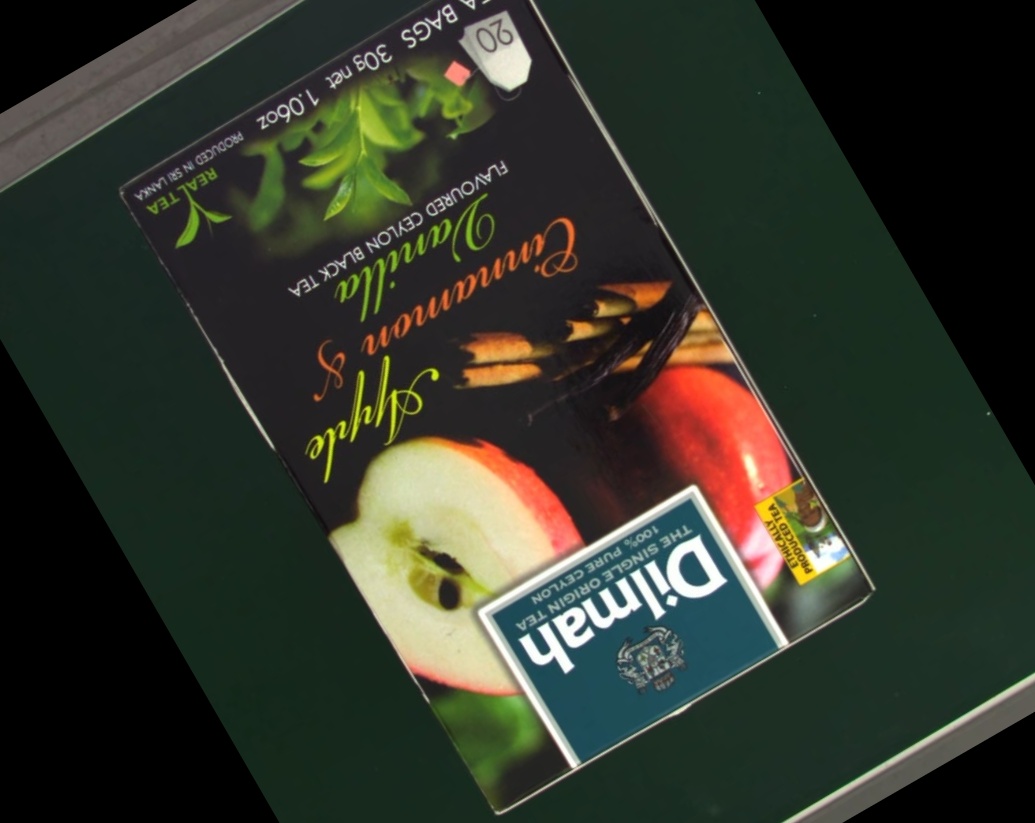 Dilmah
THE SINGLE ORIGIN TEA
100% PURE CEYLON
ETHICALLY
PRODUCED TEA
Apple
Cinnamon &
Vanilla
FLAVOURED CEYLON BLACK TEA
REAL TEA
PRODUCED IN SRI LANKA
20
BAGS 30g net 1.06oz